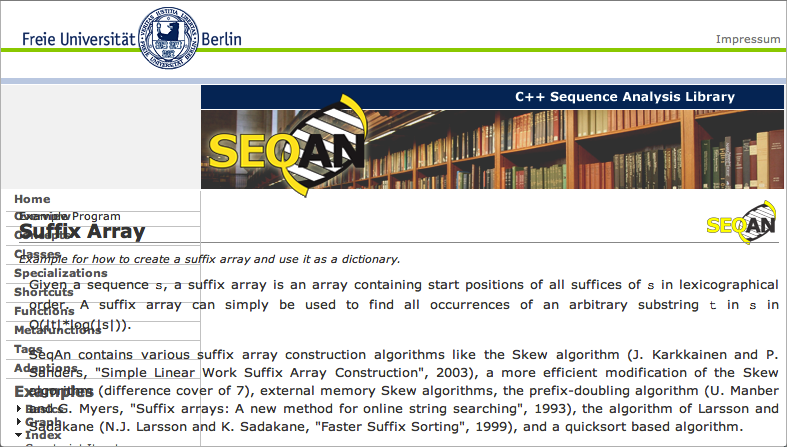 Freie Universität Berlin
Impressum
C++ Sequence Analysis Library
SEQAN
Home
Overview
Example Program
Suffix Array
SEQAN
Concepts
Classes
Example for how to create a suffix array and use it as a dictionary.
Specializations
Given a sequence s, a suffix array is an array containing start positions of all suffices of s in lexicographical
Shortcuts
order. A suffix array can simply be used to find all occurrences of an arbitrary substring t in s in
Functions
O(|t|*log(|s|)).
Metafunctions
Tags
SeqAn contains various suffix array construction algorithms like the Skew algorithm (J. Karkkainen and P.
Adaptions
Sanders, "Simple Linear Work Suffix Array Construction", 2003), a more efficient modification of the Skew
Examples
algorithm (difference cover of 7), external memory Skew algorithms, the prefix-doubling algorithm (U. Manber
Basics
and G. Myers, "Suffix arrays: A new method for online string searching", 1993), the algorithm of Larsson and
Graph
Sadakane (N.J. Larsson and K. Sadakane, "Faster Suffix Sorting", 1999), and a quicksort based algorithm.
Index